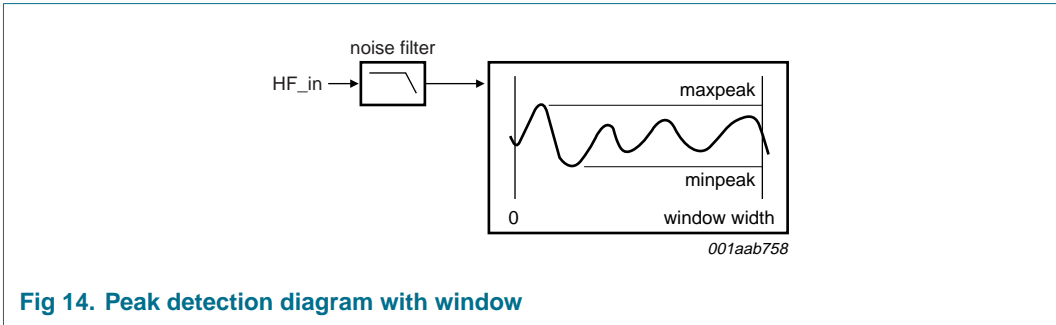 noise filter
HF_in
maxpeak
minpeak
0
window width
001aab758
Fig 14. Peak detection diagram with window